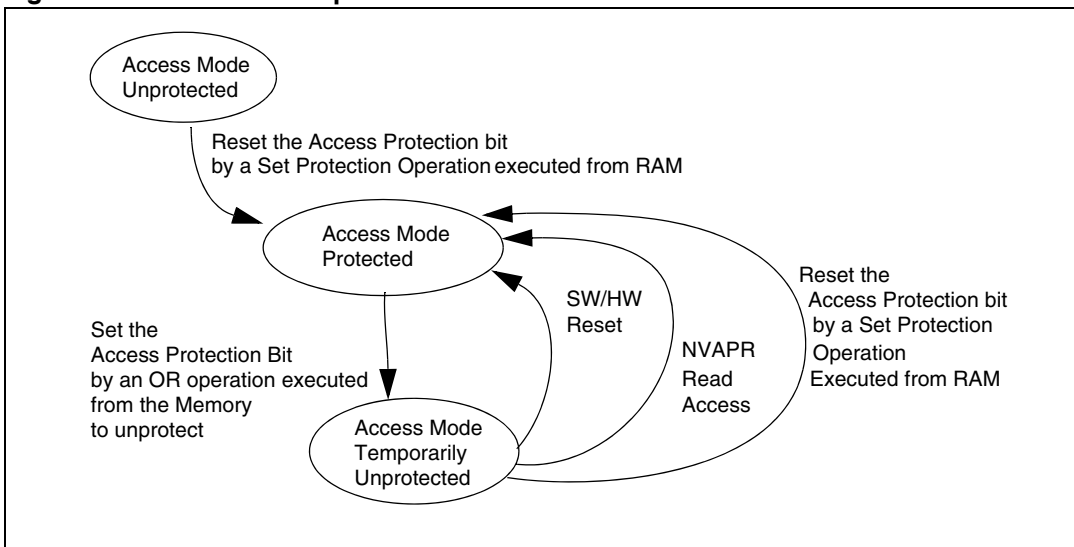 Access Mode
Unprotected
Reset the Access Protection bit
by a Set Protection Operation executed from RAM
Access Mode
Protected
Set the
Access Protection Bit
by an OR operation executed
from the Memory
to unprotect
SW/HW
Reset
NVAPR
Read
Access
Reset the
Access Protection bit
by a Set Protection
Operation
Executed from RAM
Access Mode
Temporarily
Unprotected